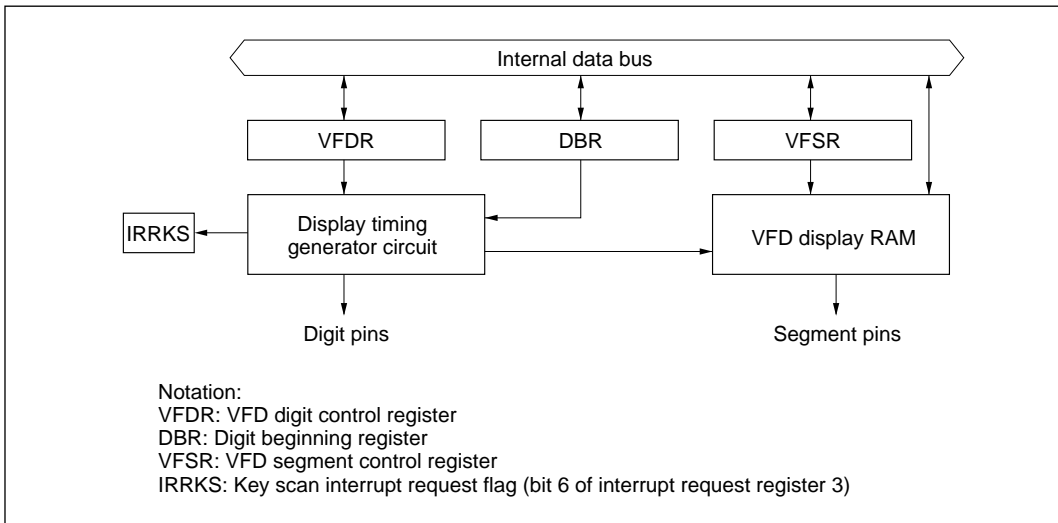 Internal data bus
VFDR
DBR
VFSR
IRRKS
Display timing
generator circuit
VFD display RAM
Digit pins
Segment pins
Notation:
VFDR: VFD digit control register
DBR: Digit beginning register
VFSR: VFD segment control register
IRRKS: Key scan interrupt request flag (bit 6 of interrupt request register 3)